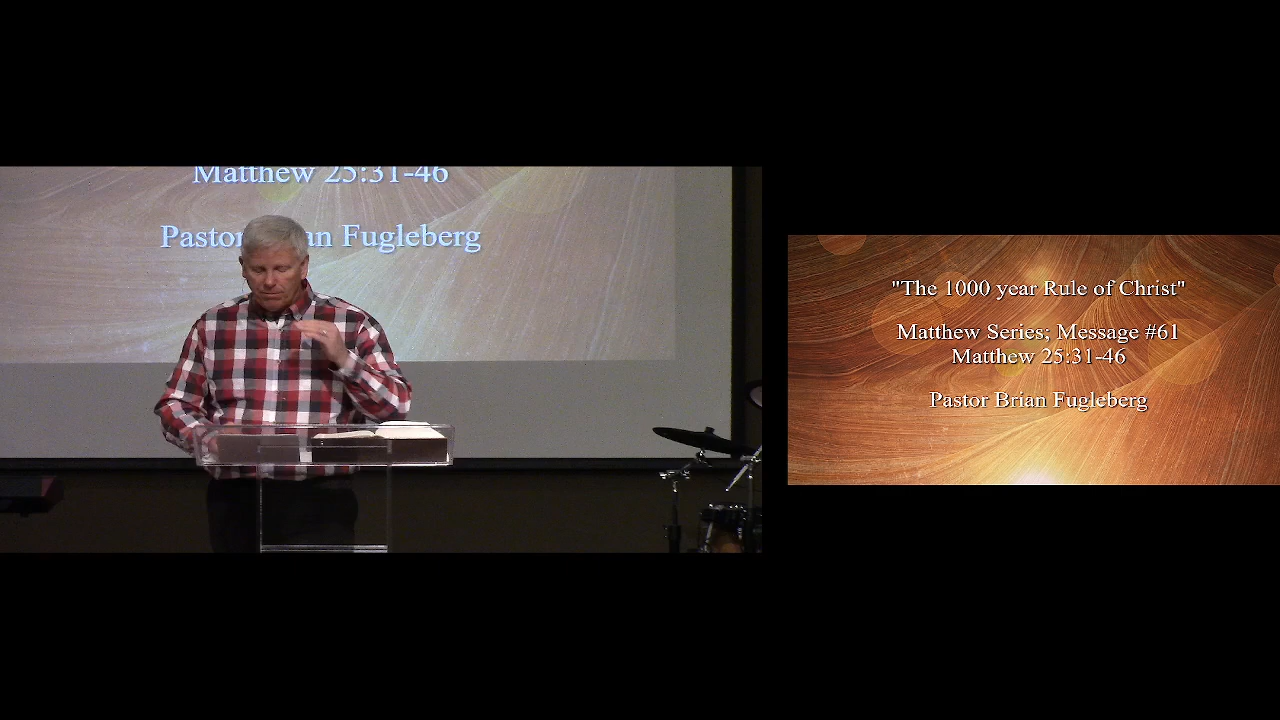 Matthew 25:31-46
Pastor an Fugleberg
"The 1000 year Rule of Christ"
Matthew Series; Message #61
Matthew 25:31-46
Pastor Brian Fugleberg